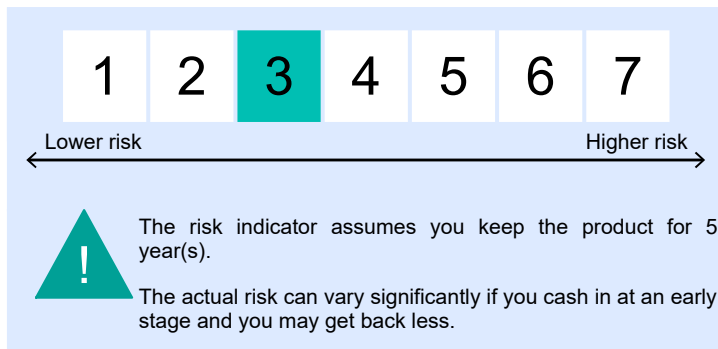 1 2 3 4 5 6 7
Lower risk Higher risk
!
The risk indicator assumes you keep the product for 5
year(s).
The actual risk can vary significantly if you cash in at an early
stage and you may get back less.